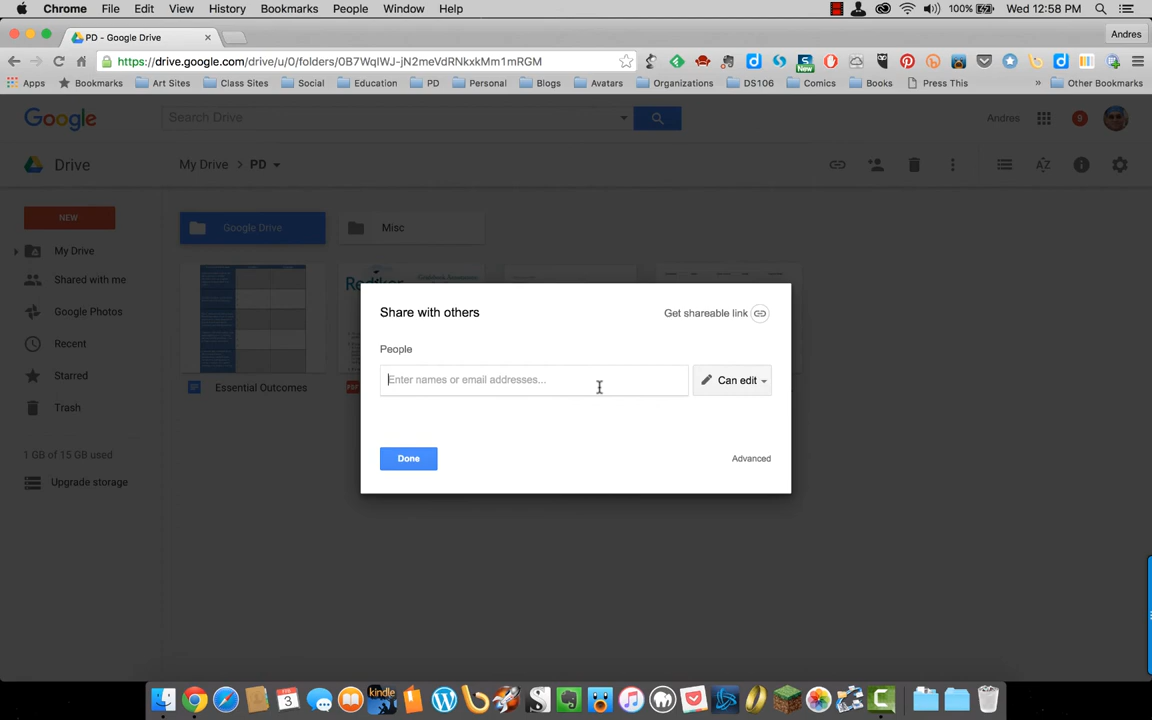 Chrome File Edit View History Bookmarks People Window Help 100% Wed 12:58 PM
PD - Google Drive Andres
https://drive.google.com/drive/u/0/folders/0B7WqIWJ-jN2meVdRNkxkMm1mRGM
Apps Bookmarks Art Sites Class Sites Social Education PD Personal Blogs Avatars Organizations DS106 Comics Books Press This » Other Bookmarks
New
Google Search Drive Andres 9
Drive My Drive > PD
NEW
Google Drive Misc
My Drive
Shared with me
Google Photos
Recent
Starred
Trash
1 GB of 15 GB used
Upgrade storage
Essential Outcomes
Share with others Get shareable link
People
Enter names or email addresses... Can edit
Done Advanced
kindle
3